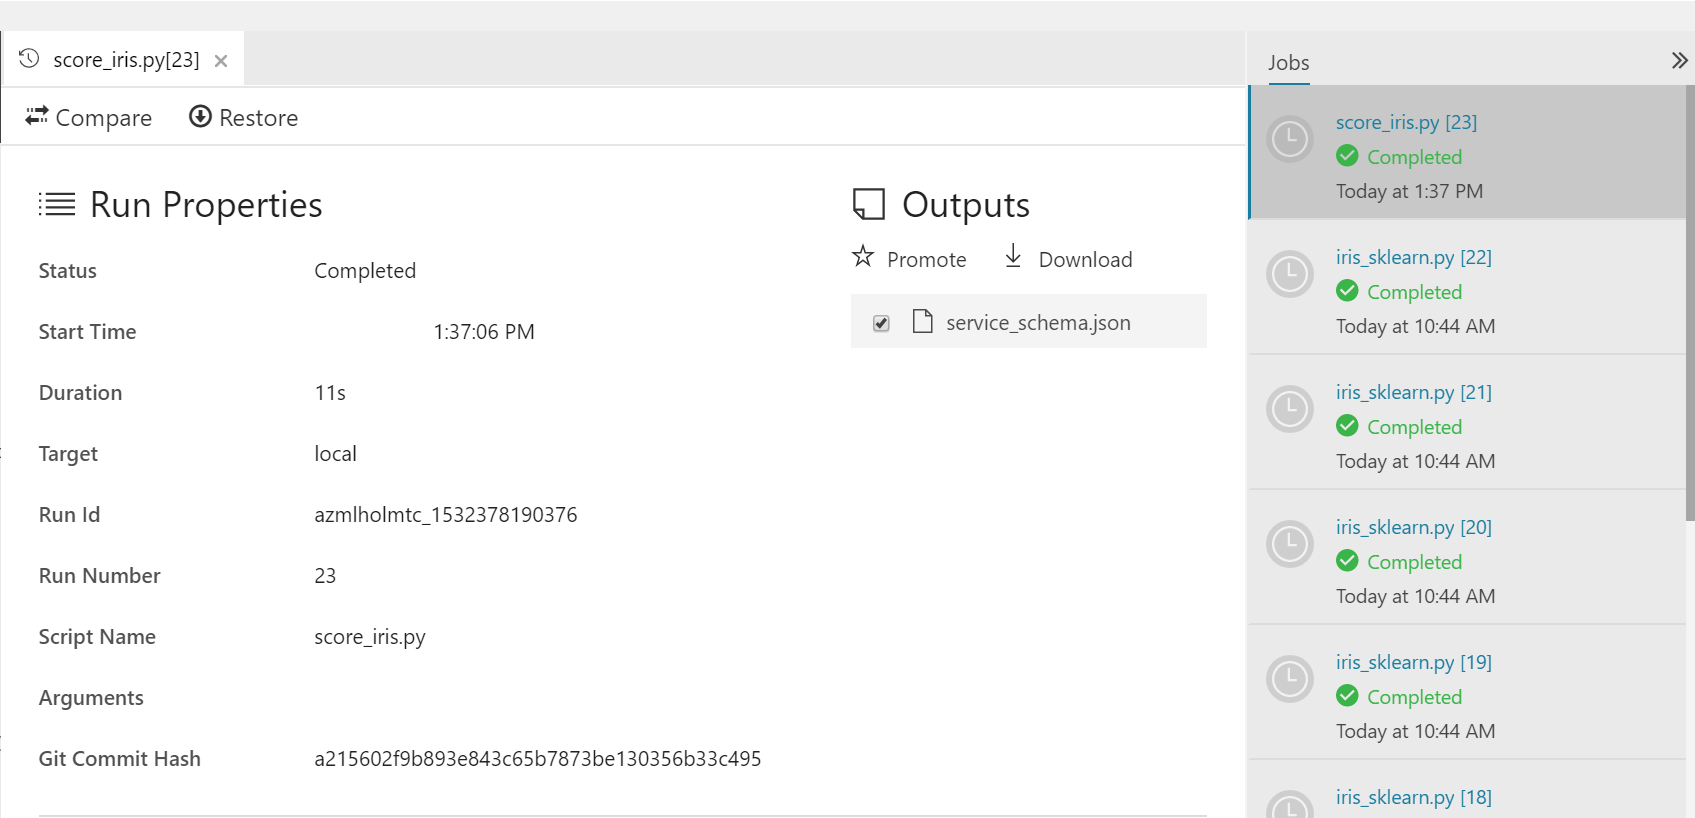 score_iris.py[23]
Compare Restore
Run Properties
Status Completed
Start Time 1:37:06 PM
Duration 11s
Target local
Run Id azmlholmtc_1532378190376
Run Number 23
Script Name score_iris.py
Arguments
Git Commit Hash a215602f9b893e843c65b7873be130356b33c495
Outputs
Promote Download
service_schema.json
Jobs
score_iris.py [23]
Completed
Today at 1:37 PM
iris_sklearn.py [22]
Completed
Today at 10:44 AM
iris_sklearn.py [21]
Completed
Today at 10:44 AM
iris_sklearn.py [20]
Completed
Today at 10:44 AM
iris_sklearn.py [19]
Completed
Today at 10:44 AM
iris_sklearn.py [18]